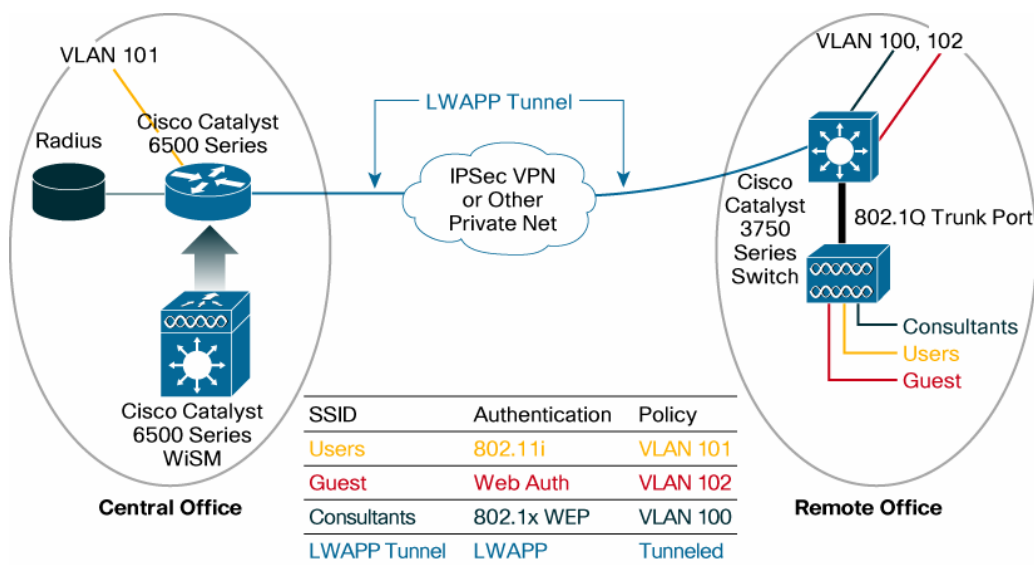 VLAN 101
Radius
Cisco Catalyst
6500 Series
Cisco Catalyst
6500 Series
WiSM
Central Office
LWAPP Tunnel
IPSec VPN
or Other
Private Net
VLAN 100, 102
Cisco
Catalyst
3750
Series
Switch
802.1Q Trunk Port
Consultants
Users
Guest
Remote Office
SSID Authentication Policy
Users 802.11i VLAN 101
Guest Web Auth VLAN 102
Consultants 802.1x WEP VLAN 100
LWAPP Tunnel LWAPP Tunneled